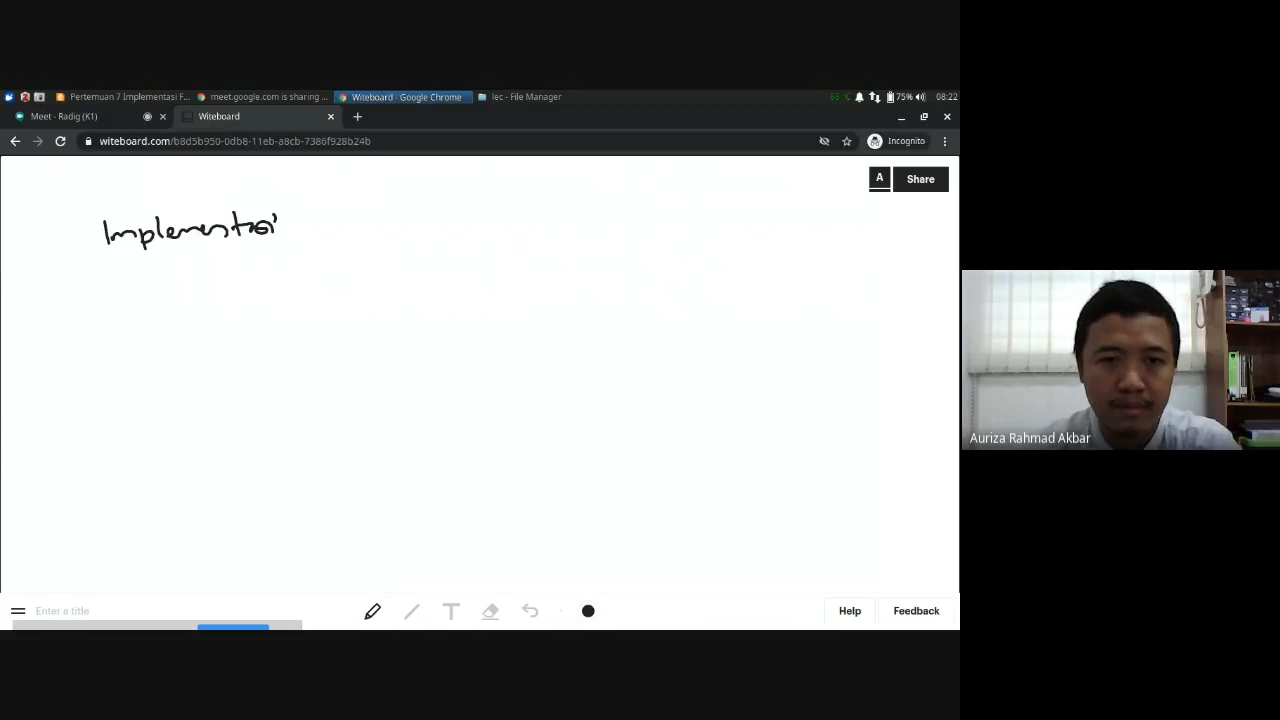 Pertemuan 7 Implementasi F... meet.google.com is sharing ... Witeboard - Google Chrome lec - File Manager 66 °C 75% 08:22
Meet - Radig (K1) Witeboard
witeboard.com/b8d5b950-0db8-11eb-a8cb-7386f928b24b Incognito
A Share
Implementasi
Auriza Rahmad Akbar
Enter a title T Help Feedback